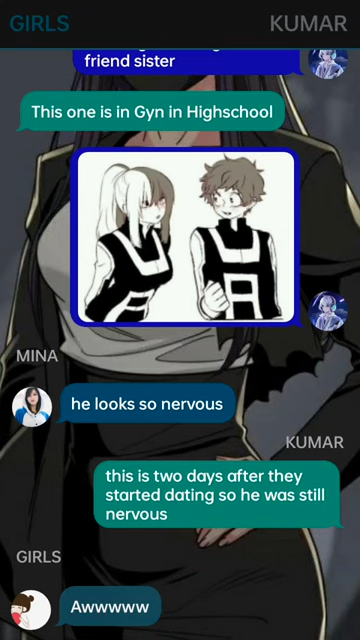 GIRLS KUMAR
friend sister
This one is in Gyn in Highschool
MINA
he looks so nervous
KUMAR
this is two days after they
started dating so he was still
nervous
GIRLS
Awwwww